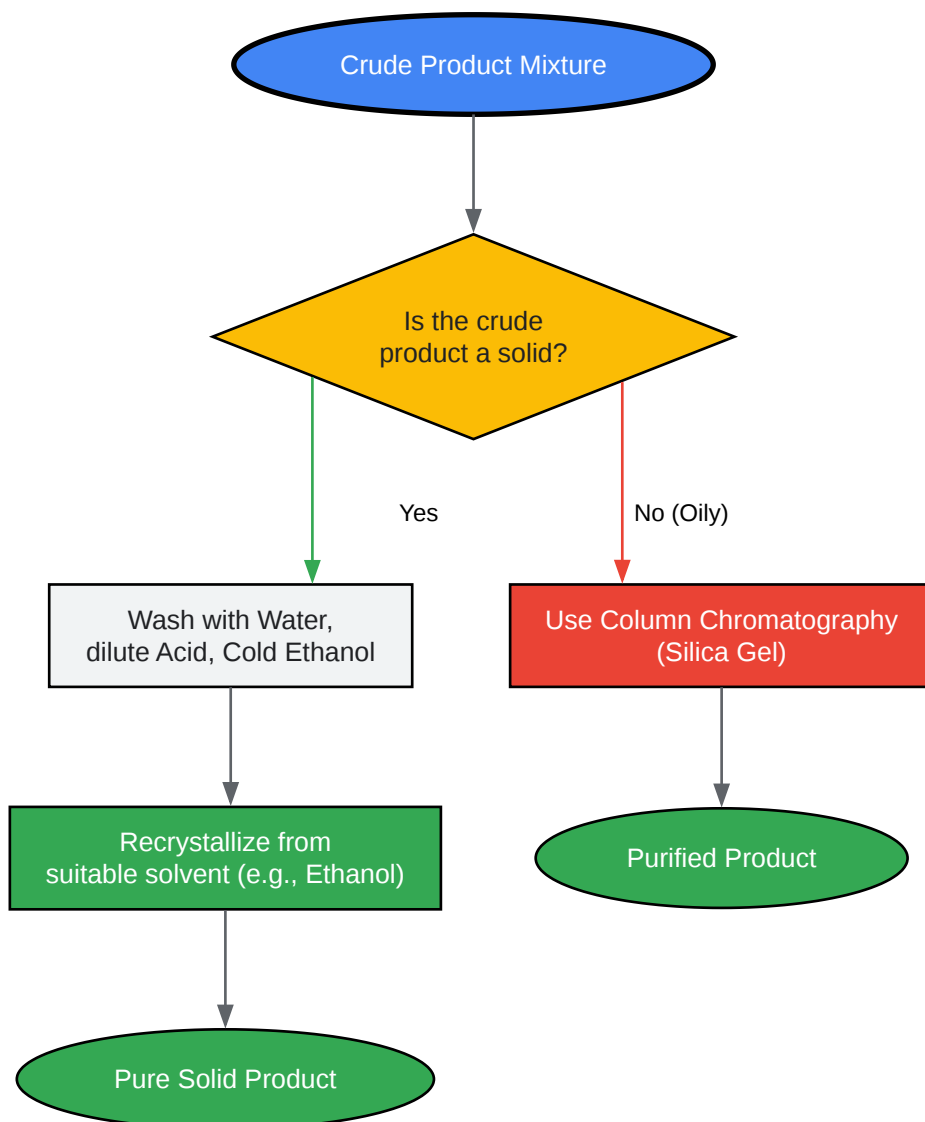 Crude Product Mixture
Is the crude
product a solid?
Yes
No (Oily)
Wash with Water,
dilute Acid, Cold Ethanol
Use Column Chromatography
(Silica Gel)
Recrystallize from
suitable solvent (e.g., Ethanol)
Purified Product
Pure Solid Product